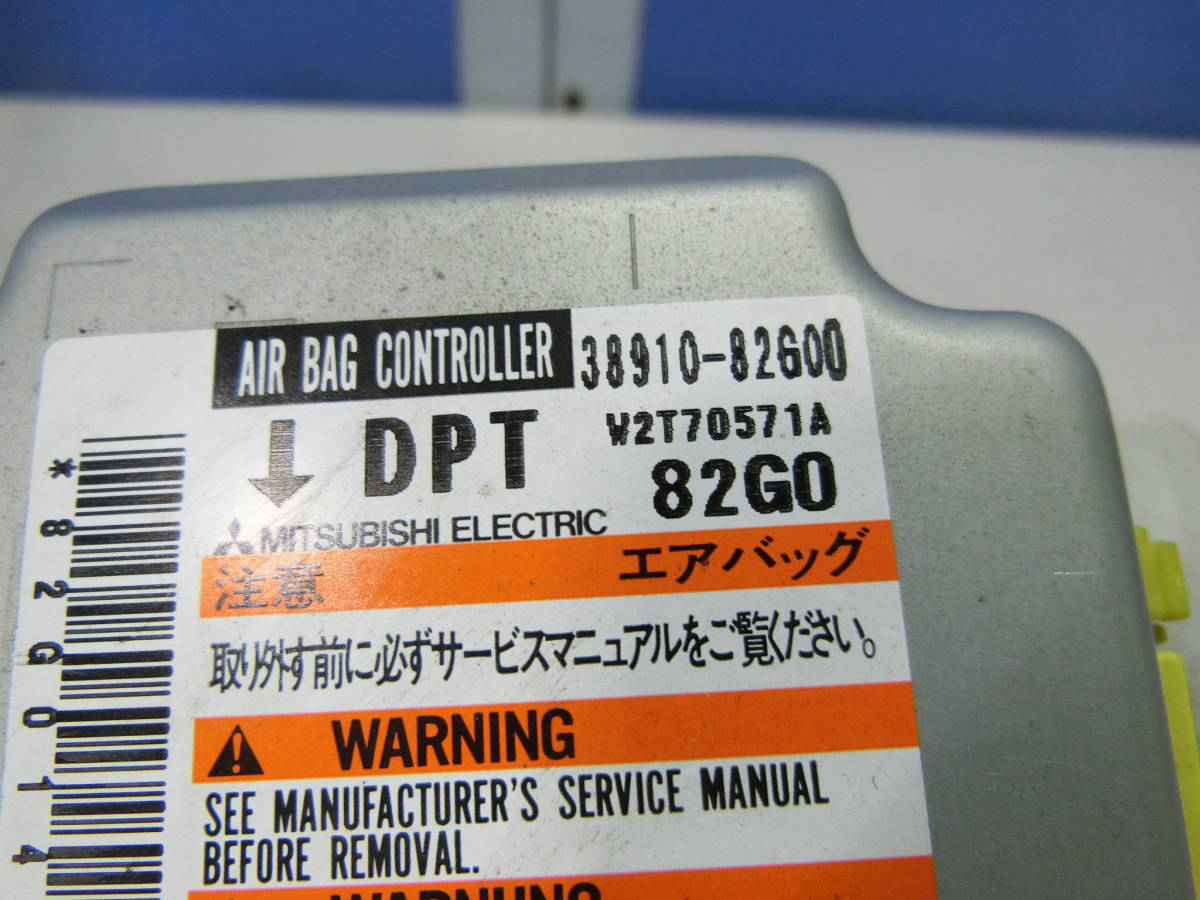 AIR BAG CONTROLLER 38910-82G00
DPT W2T70571A
82G0
MITSUBISHI ELECTRIC
注意 エアバッグ
取り外す前に必ずサービスマニュアルをご覧ください。
WARNING
SEE MANUFACTURER'S SERVICE MANUAL
BEFORE REMOVAL.
*82G014